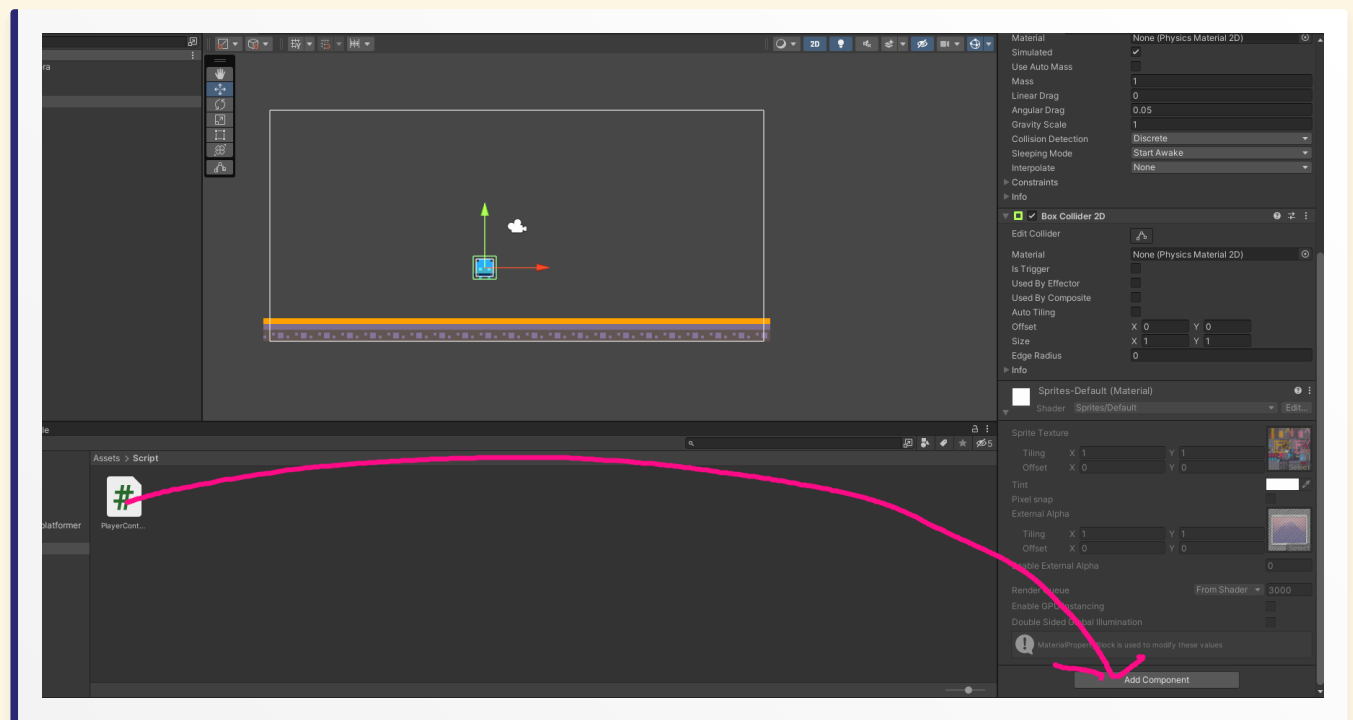 2D
ra
Material None (Physics Material 2D)
Simulated
Use Auto Mass
Mass 1
Linear Drag 0
Angular Drag 0.05
Gravity Scale 1
Collision Detection Discrete
Sleeping Mode Start Awake
Interpolate None
Constraints
Info
Box Collider 2D
Edit Collider
Material None (Physics Material 2D)
Is Trigger
Used By Effector
Used By Composite
Auto Tiling
Offset X 0 Y 0
Size X 1 Y 1
Edge Radius 0
Info
Sprites-Default (Material)
Shader Sprites/Default Edit...
Sprite Texture
Tiling X 1 Y 1
Offset X 0 Y 0 Select
Tint
Pixel snap
External Alpha
Tiling X 1 Y 1
Offset X 0 Y 0 Select
Enable External Alpha 0
Render Queue From Shader 3000
Enable GPU Instancing
Double Sided Global Illumination
MaterialPropertyBlock is used to modify these values
Add Component
le
5
Assets > Script
#
PlayerCont...
platformer